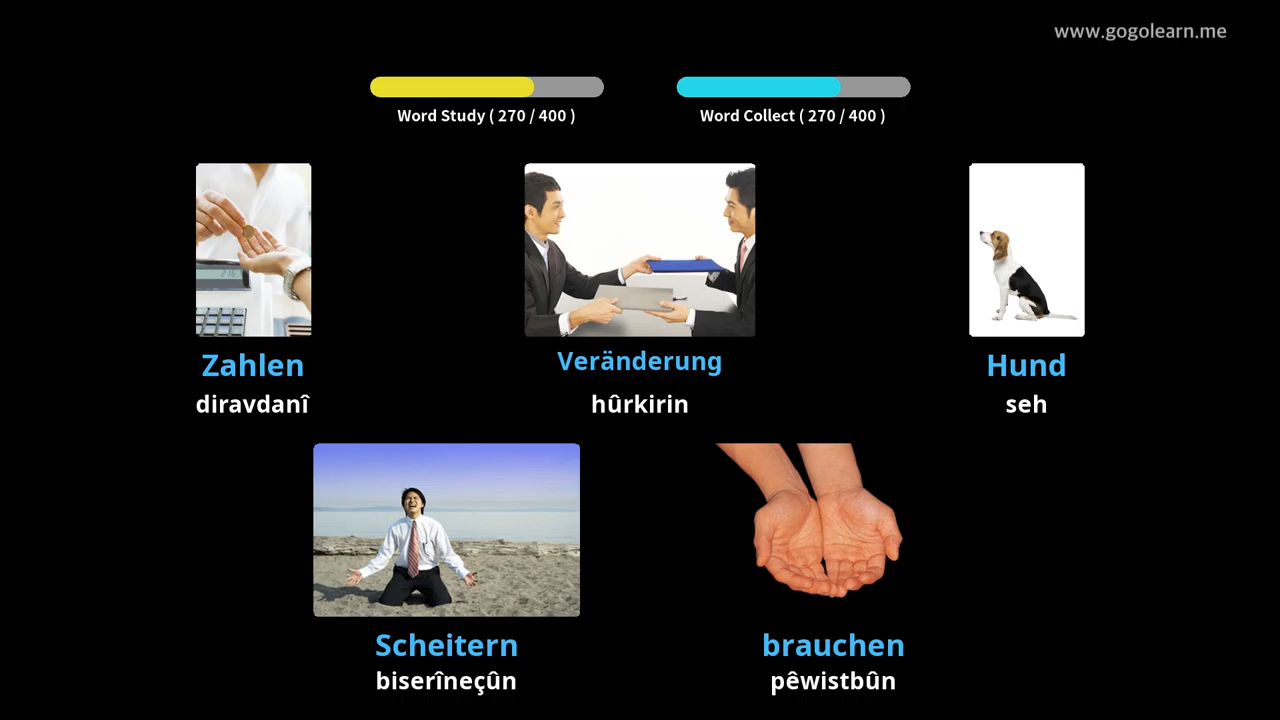 www.gogolearn.me
Word Study ( 270 / 400 )
Word Collect ( 270 / 400 )
Zahlen
diravdanî
Veränderung
hûrkirin
Hund
seh
Scheitern
biserîneçûn
brauchen
pêwistbûn